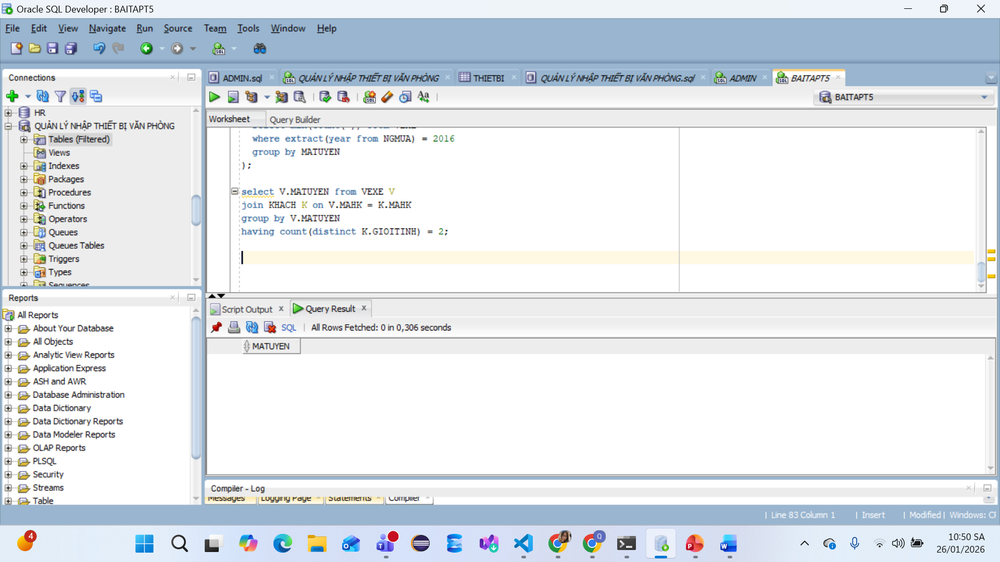 Oracle SQL Developer : BAITAPT5
File Edit View Navigate Run Source Team Tools Window Help
Connections
HR
QUẢN LÝ NHẬP THIẾT BỊ VĂN PHÒNG
Tables (Filtered)
Views
Indexes
Packages
Procedures
Functions
Operators
Queues
Queues Tables
Triggers
Types
Sequences
Reports
All Reports
About Your Database
All Objects
Analytic View Reports
Application Express
ASH and AWR
Database Administration
Data Dictionary
Data Dictionary Reports
Data Modeler Reports
OLAP Reports
PLSQL
Security
Streams
Table
ADMIN.sql QUẢN LÝ NHẬP THIẾT BỊ VĂN PHÒNG THIETBI QUẢN LÝ NHẬP THIẾT BỊ VĂN PHÒNG.sql ADMIN BAITAPT5
SQL Aa BAITAPT5
Worksheet Query Builder
where extract(year from NGMUA) = 2016
group by MATUYEN
);
select V.MATUYEN from VEXE V
join KHACH K on V.MAHK = K.MAHK
group by V.MATUYEN
having count(distinct K.GIOITINH) = 2;
Script Output x Query Result x
SQL | All Rows Fetched: 0 in 0,306 seconds
MATUYEN
Compiler - Log
Messages Logging Page Statements Compiler
| Line 83 Column 1 | Insert | Modified | Windows: CF
4
10:50 SA
26/01/2026